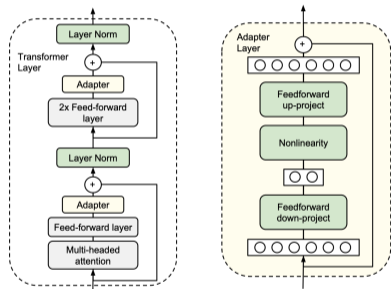 Layer Norm
Transformer
Layer
+
Adapter
2x Feed-forward
layer
Layer Norm
+
Adapter
Feed-forward layer
Multi-headed
attention
Adapter
Layer
+
Feedforward
up-project
Nonlinearity
Feedforward
down-project